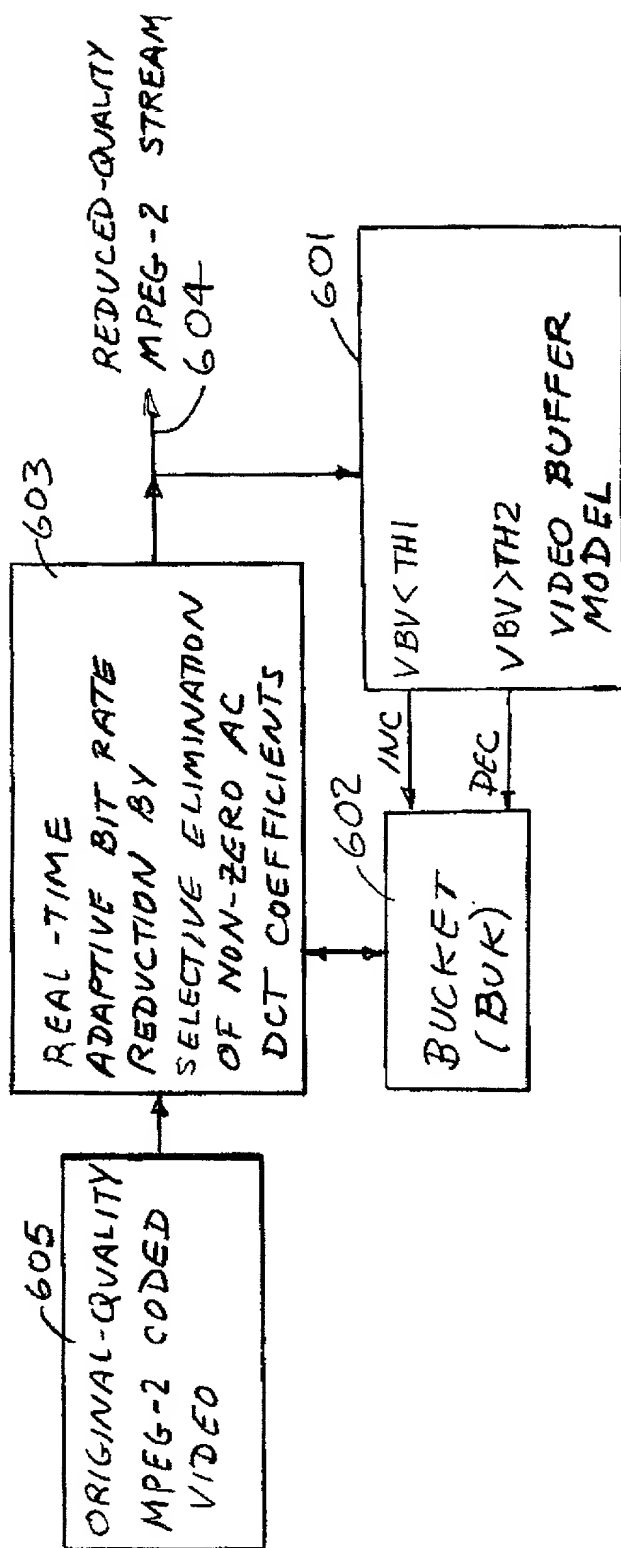 605
ORIGINAL-QUALITY
MPEG-2 CODED
VIDEO
603
REAL-TIME
ADAPTIVE BIT RATE
REDUCTION BY
SELECTIVE ELIMINATION
OF NON-ZERO AC
DCT COEFFICIENTS
REDUCED-QUALITY
MPEG-2 STREAM
604
602
BUCKET
(BUK)
INC
DEC
601
VBV<TH1
VBV>TH2
VIDEO BUFFER
MODEL